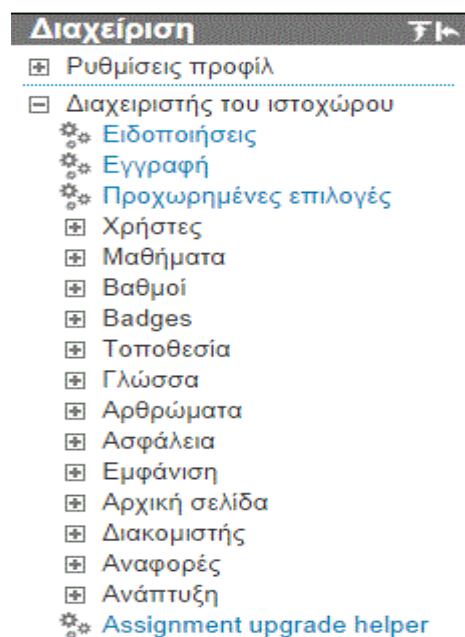 Διαχείριση
Ρυθμίσεις προφίλ
Διαχειριστής του ιστοχώρου
Ειδοποιήσεις
Εγγραφή
Προχωρημένες επιλογές
Χρήστες
Μαθήματα
Βαθμοί
Badges
Τοποθεσία
Γλώσσα
Αρθρώματα
Ασφάλεια
Εμφάνιση
Αρχική σελίδα
Διακομιστής
Αναφορές
Ανάπτυξη
Assignment upgrade helper